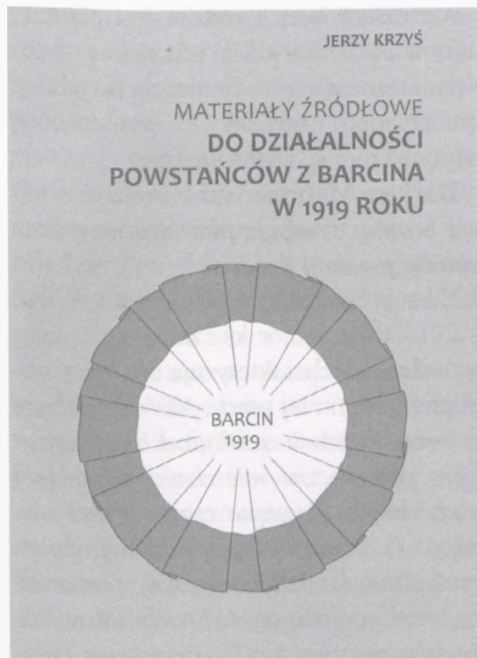 JERZY KRZYŚ
MATERIAŁY ŹRÓDŁOWE
DO DZIAŁALNOŚCI
POWSTAŃCÓW Z BARCINA
W 1919 ROKU
BARCIN
1919